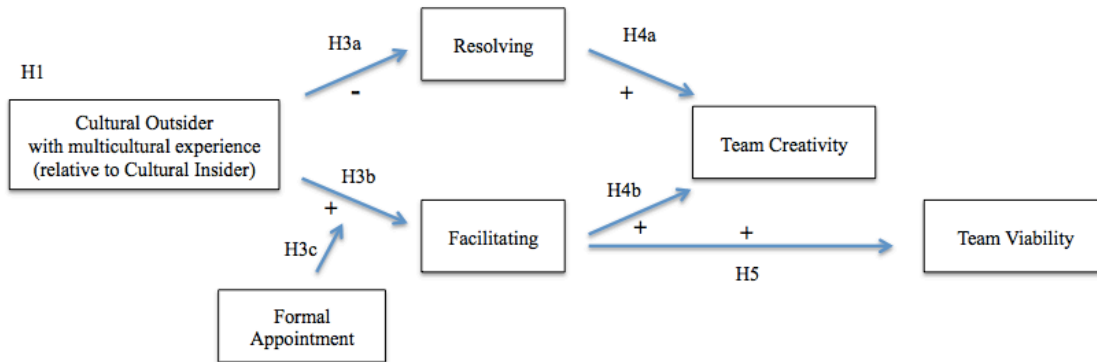 H3a
Resolving
H4a
H1
-
+
Cultural Outsider
with multicultural experience
(relative to Cultural Insider)
Team Creativity
H3b
+
H4b
+
+
Facilitating
Team Viability
H3c
H5
Formal
Appointment